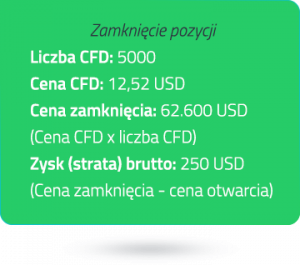 Zamknięcie pozycji
Liczba CFD: 5000
Cena CFD: 12,52 USD
Cena zamknięcia: 62.600 USD
(Cena CFD x liczba CFD)
Zysk (strata) brutto: 250 USD
(Cena zamknięcia - cena otwarcia)